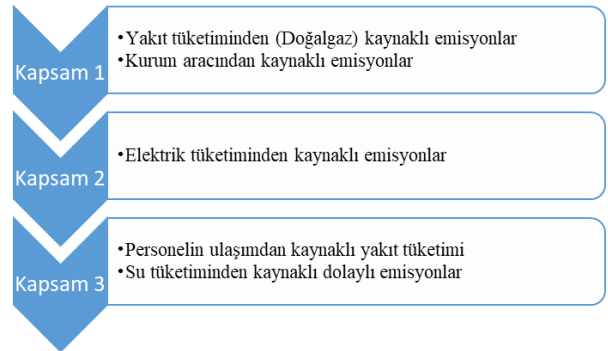 Kapsam 1
•Yakıt tüketiminden (Doğalgaz) kaynaklı emisyonlar
•Kurum aracından kaynaklı emisyonlar
Kapsam 2
•Elektrik tüketiminden kaynaklı emisyonlar
Kapsam 3
•Personelin ulaşımdan kaynaklı yakıt tüketimi
•Su tüketiminden kaynaklı dolaylı emisyonlar